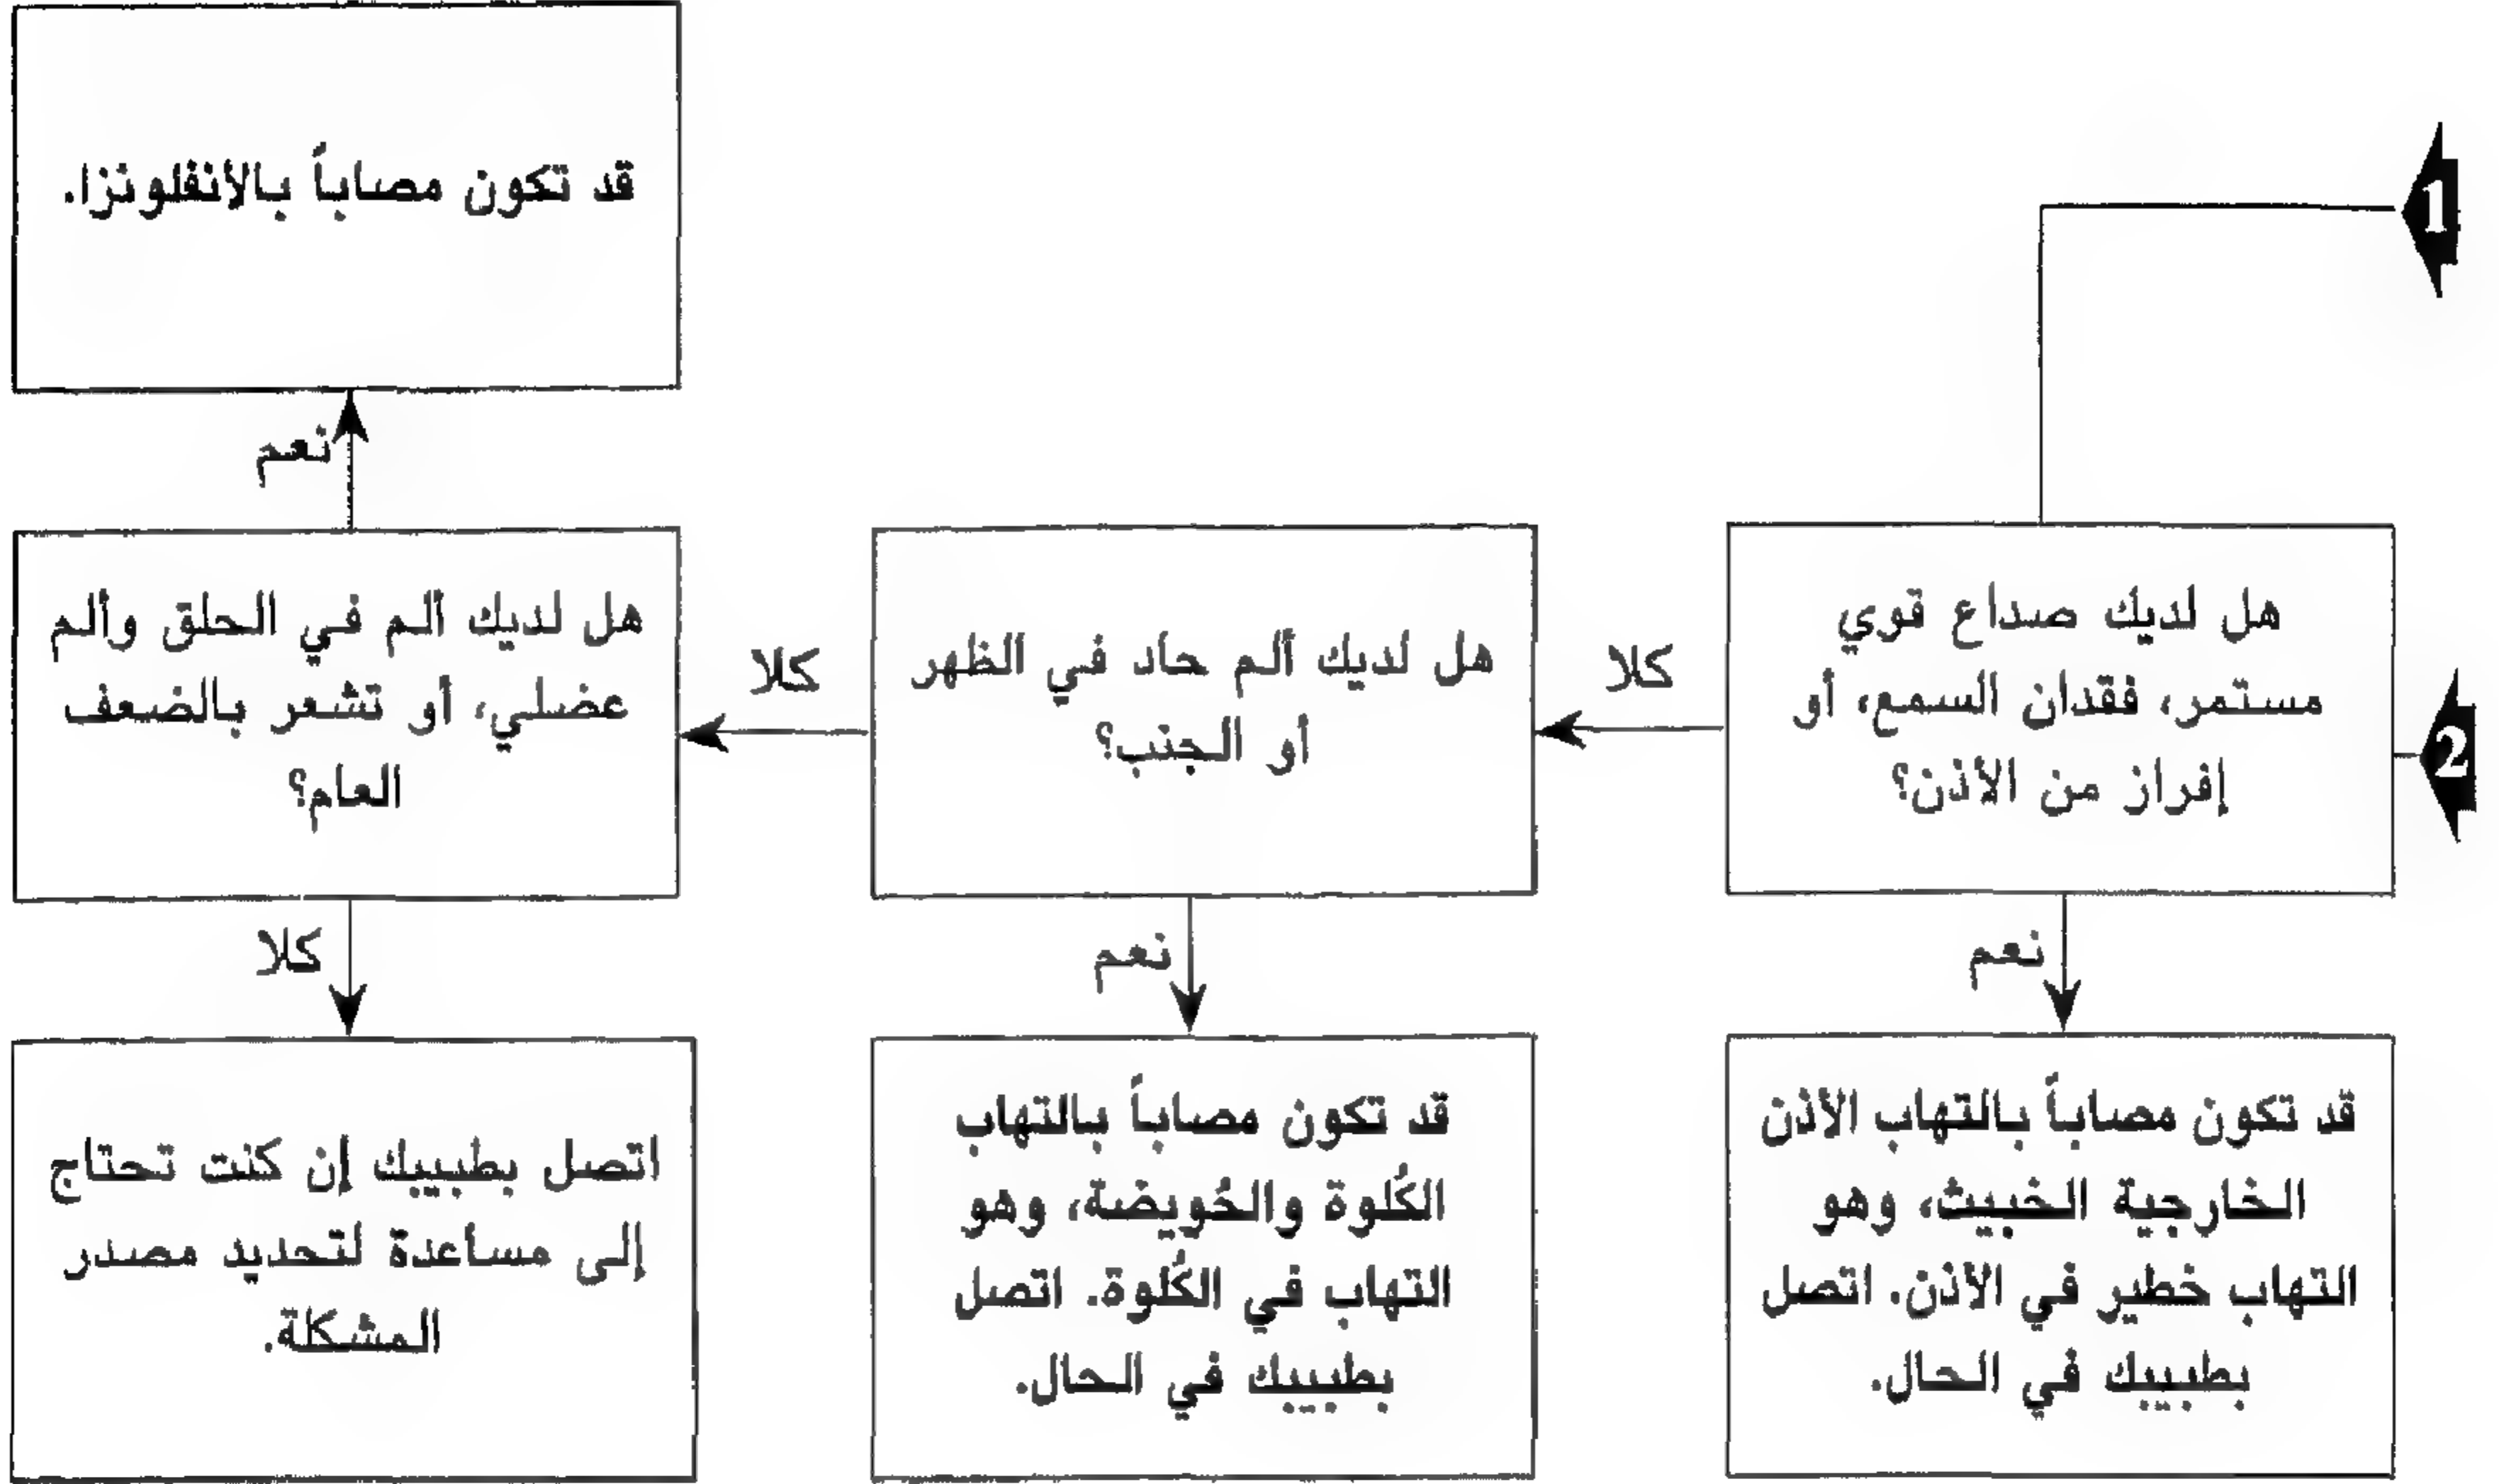 1
2
هل لديك صداع قوي
مستمر، فقدان السمع، أو
إفراز من الأذن؟
كلا
نعم
قد تكون مصاباً بالتهاب الأذن
الخارجية الخبيث، وهو
التهاب خطير في الأذن. اتصل
بطبيبك في الحال.
هل لديك ألم حاد في الظهر
أو الجنب؟
كلا
نعم
قد تكون مصاباً بالتهاب
الكُلوة والحُويضة، وهو
التهاب في الكُلوة. اتصل
بطبيبك في الحال.
هل لديك ألم في الحلق وألم
عضلي، أو تشعر بالضعف
العام؟
نعم
قد تكون مصاباً بالانفلونزا.
كلا
اتصل بطبيبك إن كنت تحتاج
إلى مساعدة لتحديد مصدر
المشكلة.